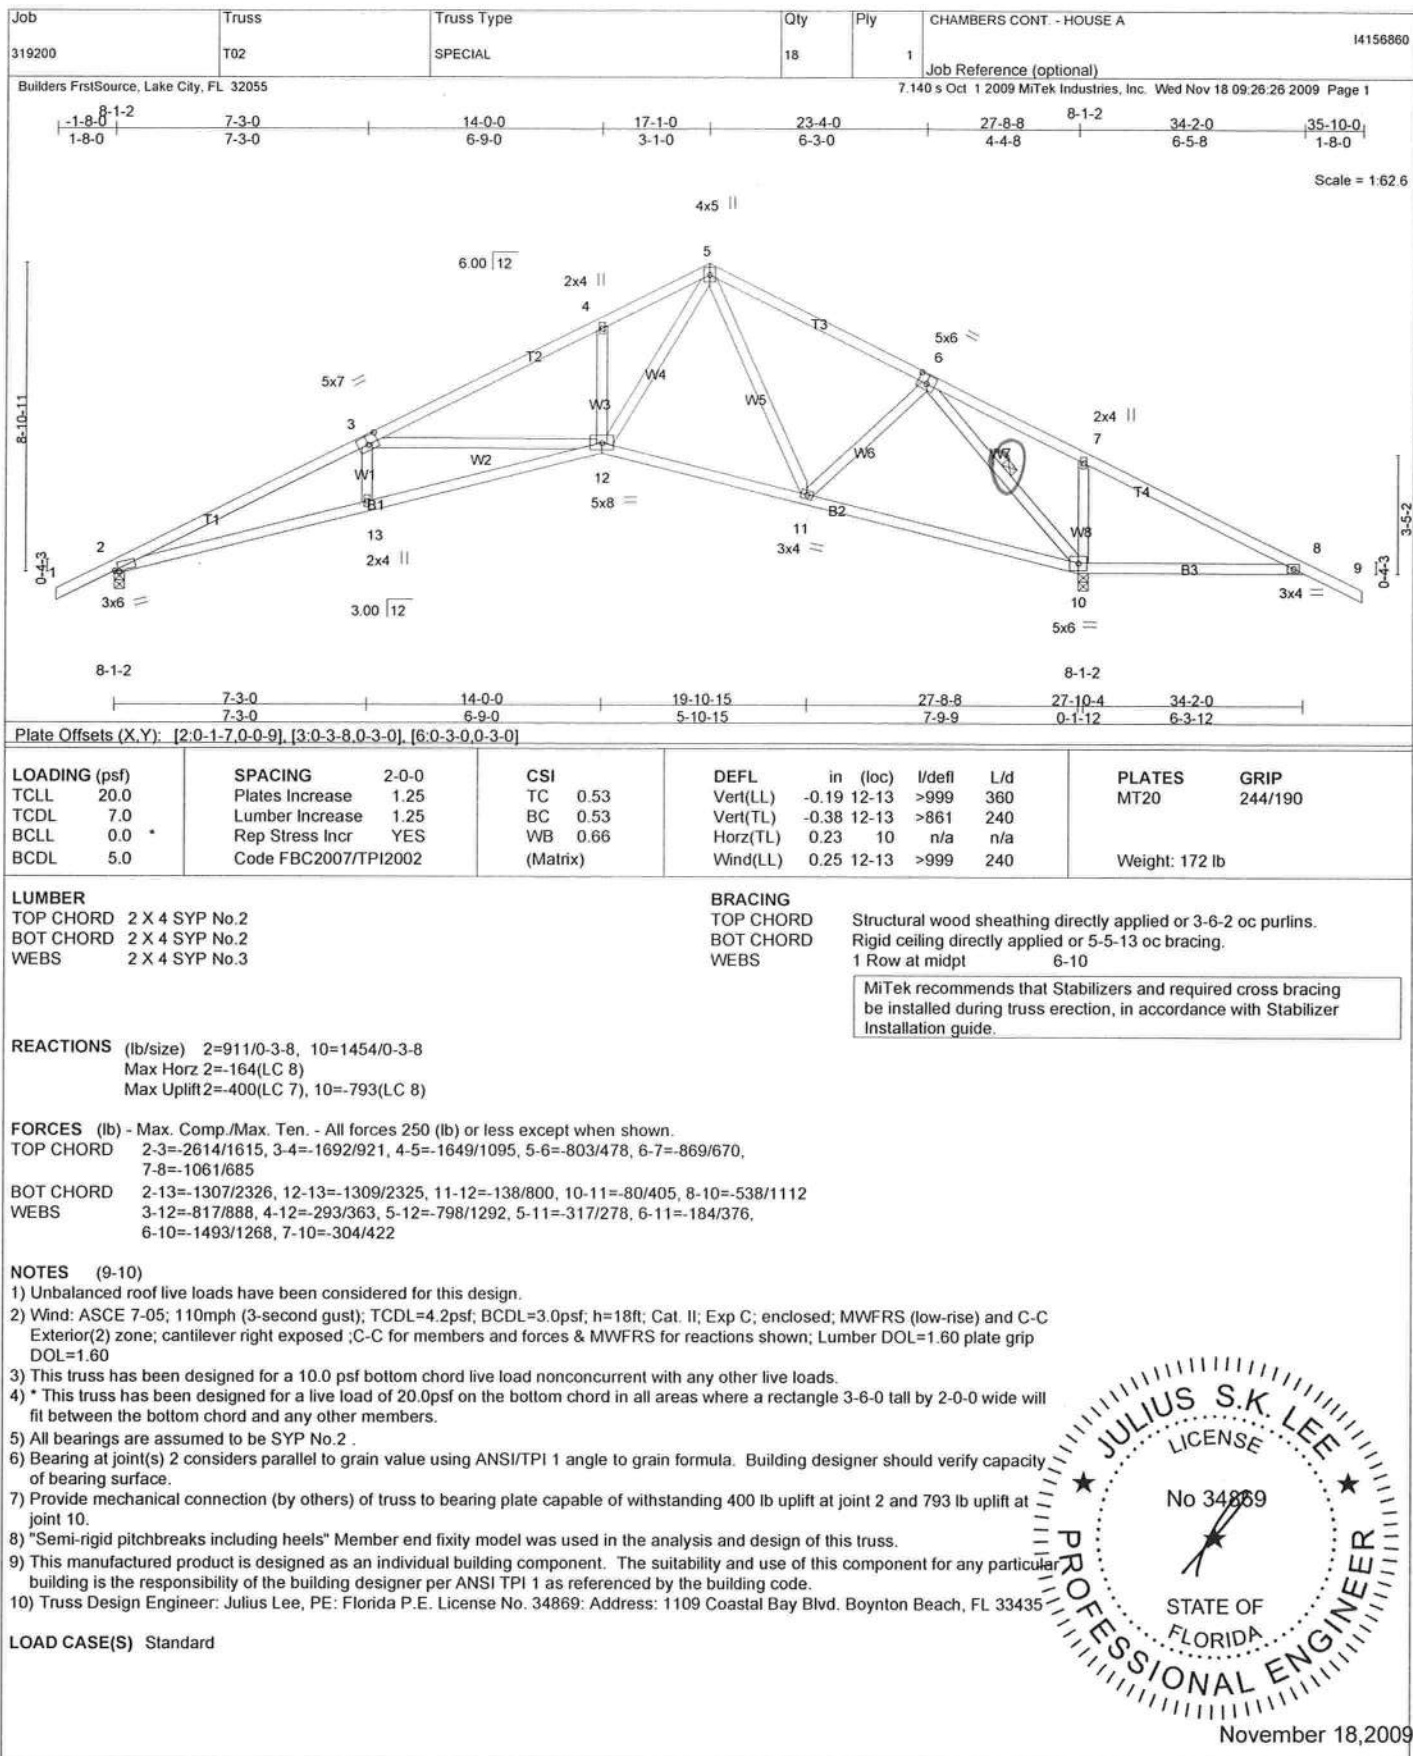 Job Truss Truss Type Qty Ply CHAMBERS CONT. - HOUSE A
I4156860
319200 T02 SPECIAL 18 1
Job Reference (optional)
Builders FrstSource, Lake City, FL 32055 7.140 s Oct 1 2009 MiTek Industries, Inc. Wed Nov 18 09:26:26 2009 Page 1
8-1-2 8-1-2
-1-8-0 7-3-0 14-0-0 17-1-0 23-4-0 27-8-8 34-2-0 35-10-0
1-8-0 7-3-0 6-9-0 3-1-0 6-3-0 4-4-8 6-5-8 1-8-0
Scale = 1:62.6
4x5 ||
5
6.00 12
2x4 ||
4
T3
5x6 =
6
T2
5x7 =
W4
W5
W3
2x4 ||
7
3
8-10-11
W2
W6
W7
W1
12
5x8 =
T4
3-5-2
B1
T1
13
2x4 ||
11
3x4 =
B2
W8
2
0-4-3
1
8
9
0-4-3
B3
3x6 =
3.00 12
10
3x4 =
5x6 =
8-1-2 8-1-2
7-3-0 14-0-0 19-10-15 27-8-8 27-10-4 34-2-0
7-3-0 6-9-0 5-10-15 7-9-9 0-1-12 6-3-12
Plate Offsets (X,Y): [2:0-1-7,0-0-9], [3:0-3-8,0-3-0], [6:0-3-0,0-3-0]
LOADING (psf) SPACING 2-0-0 CSI DEFL in (loc) l/defl L/d PLATES GRIP
TCLL 20.0 Plates Increase 1.25 TC 0.53 Vert(LL) -0.19 12-13 >999 360 MT20 244/190
TCDL 7.0 Lumber Increase 1.25 BC 0.53 Vert(TL) -0.38 12-13 >861 240
BCLL 0.0 * Rep Stress Incr YES WB 0.66 Horz(TL) 0.23 10 n/a n/a
BCDL 5.0 Code FBC2007/TPI2002 (Matrix) Wind(LL) 0.25 12-13 >999 240 Weight: 172 lb
LUMBER BRACING
TOP CHORD 2 X 4 SYP No.2 TOP CHORD Structural wood sheathing directly applied or 3-6-2 oc purlins.
BOT CHORD 2 X 4 SYP No.2 BOT CHORD Rigid ceiling directly applied or 5-5-13 oc bracing.
WEBS 2 X 4 SYP No.3 WEBS 1 Row at midpt 6-10
MiTek recommends that Stabilizers and required cross bracing
be installed during truss erection, in accordance with Stabilizer
Installation guide.
REACTIONS (lb/size) 2=911/0-3-8, 10=1454/0-3-8
Max Horz 2=-164(LC 8)
Max Uplift 2=-400(LC 7), 10=-793(LC 8)
FORCES (lb) - Max. Comp./Max. Ten. - All forces 250 (lb) or less except when shown.
TOP CHORD 2-3=-2614/1615, 3-4=-1692/921, 4-5=-1649/1095, 5-6=-803/478, 6-7=-869/670,
7-8=-1061/685
BOT CHORD 2-13=-1307/2326, 12-13=-1309/2325, 11-12=-138/800, 10-11=-80/405, 8-10=-538/1112
WEBS 3-12=-817/888, 4-12=-293/363, 5-12=-798/1292, 5-11=-317/278, 6-11=-184/376,
6-10=-1493/1268, 7-10=-304/422
NOTES (9-10)
1) Unbalanced roof live loads have been considered for this design.
2) Wind: ASCE 7-05; 110mph (3-second gust); TCDL=4.2psf; BCDL=3.0psf; h=18ft; Cat. II; Exp C; enclosed; MWFRS (low-rise) and C-C
Exterior(2) zone; cantilever right exposed ;C-C for members and forces & MWFRS for reactions shown; Lumber DOL=1.60 plate grip
DOL=1.60
3) This truss has been designed for a 10.0 psf bottom chord live load nonconcurrent with any other live loads.
4) * This truss has been designed for a live load of 20.0psf on the bottom chord in all areas where a rectangle 3-6-0 tall by 2-0-0 wide will
fit between the bottom chord and any other members.
5) All bearings are assumed to be SYP No.2 .
6) Bearing at joint(s) 2 considers parallel to grain value using ANSI/TPI 1 angle to grain formula. Building designer should verify capacity
of bearing surface.
7) Provide mechanical connection (by others) of truss to bearing plate capable of withstanding 400 lb uplift at joint 2 and 793 lb uplift at
joint 10.
8) "Semi-rigid pitchbreaks including heels" Member end fixity model was used in the analysis and design of this truss.
9) This manufactured product is designed as an individual building component. The suitability and use of this component for any particular
building is the responsibility of the building designer per ANSI TPI 1 as referenced by the building code.
10) Truss Design Engineer: Julius Lee, PE: Florida P.E. License No. 34869: Address: 1109 Coastal Bay Blvd. Boynton Beach, FL 33435
LOAD CASE(S) Standard
JULIUS S.K. LEE
LICENSE
No 34869
STATE OF
FLORIDA
PROFESSIONAL ENGINEER
November 18,2009